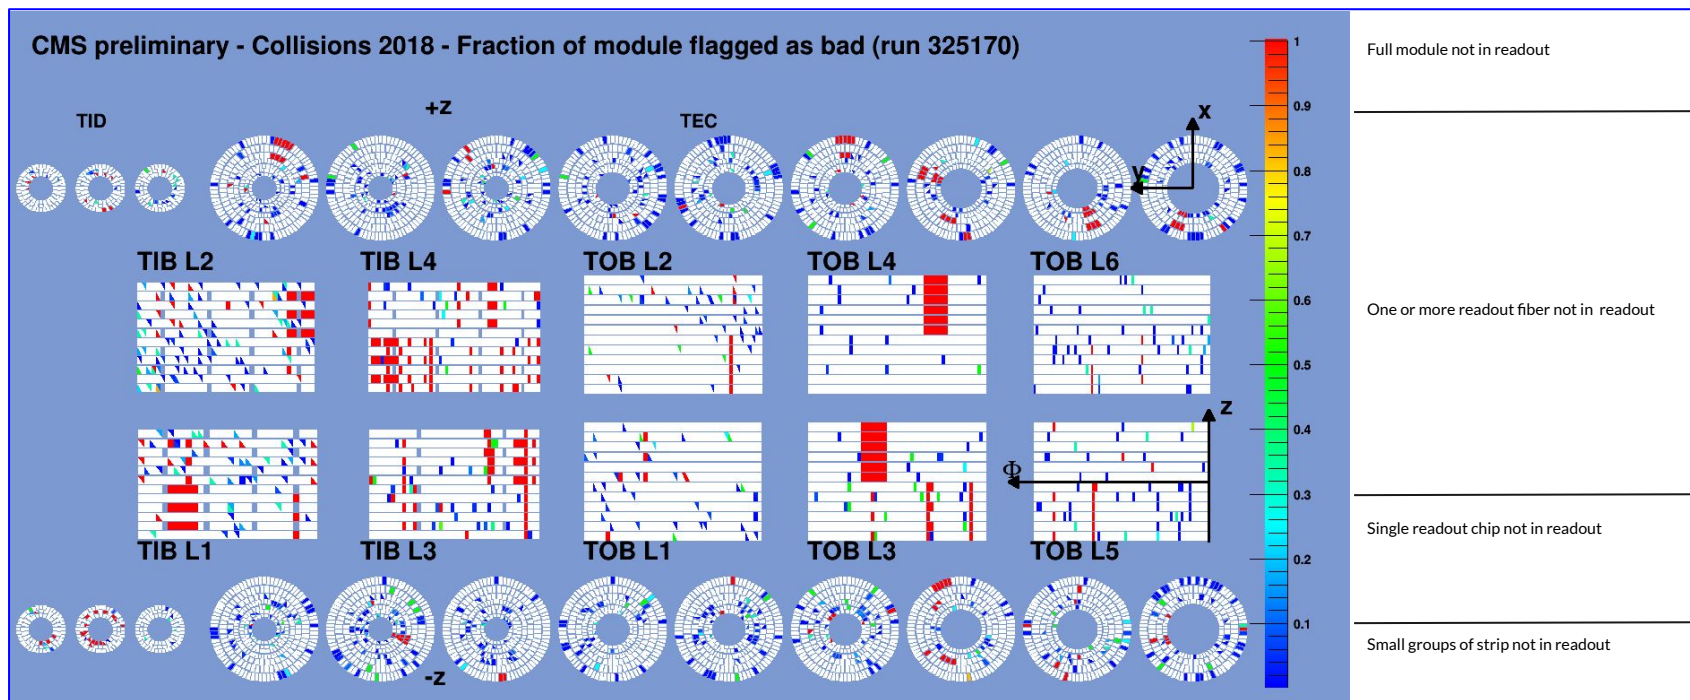 CMS preliminary - Collisions 2018 - Fraction of module flagged as bad (run 325170)
+z
TID
TEC
x
y
TIB L2
TIB L4
TOB L2
TOB L4
TOB L6
z
Φ
TIB L1
TIB L3
TOB L1
TOB L3
TOB L5
-z
1
0.9
0.8
0.7
0.6
0.5
0.4
0.3
0.2
0.1
Full module not in readout
One or more readout fiber not in readout
Single readout chip not in readout
Small groups of strip not in readout